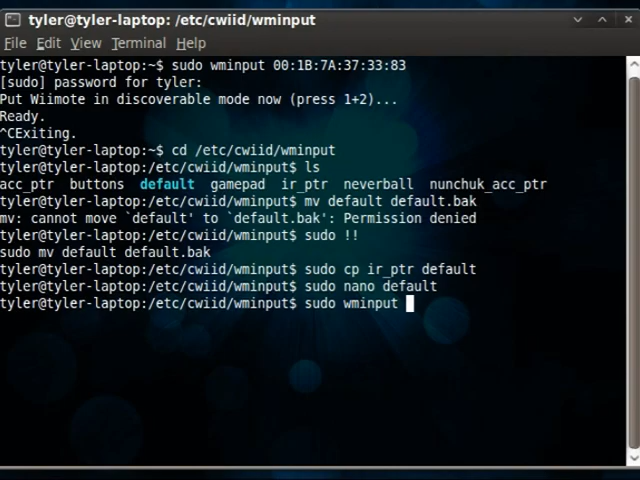 tyler@tyler-laptop: /etc/cwiid/wminput
File Edit View Terminal Help
tyler@tyler-laptop:~$ sudo wminput 00:1B:7A:37:33:83
[sudo] password for tyler:
Put Wiimote in discoverable mode now (press 1+2)...
Ready.
^CExiting.
tyler@tyler-laptop:~$ cd /etc/cwiid/wminput
tyler@tyler-laptop:/etc/cwiid/wminput$ ls
acc_ptr buttons default gamepad ir_ptr neverball nunchuk_acc_ptr
tyler@tyler-laptop:/etc/cwiid/wminput$ mv default default.bak
mv: cannot move `default' to `default.bak': Permission denied
tyler@tyler-laptop:/etc/cwiid/wminput$ sudo !!
sudo mv default default.bak
tyler@tyler-laptop:/etc/cwiid/wminput$ sudo cp ir_ptr default
tyler@tyler-laptop:/etc/cwiid/wminput$ sudo nano default
tyler@tyler-laptop:/etc/cwiid/wminput$ sudo wminput